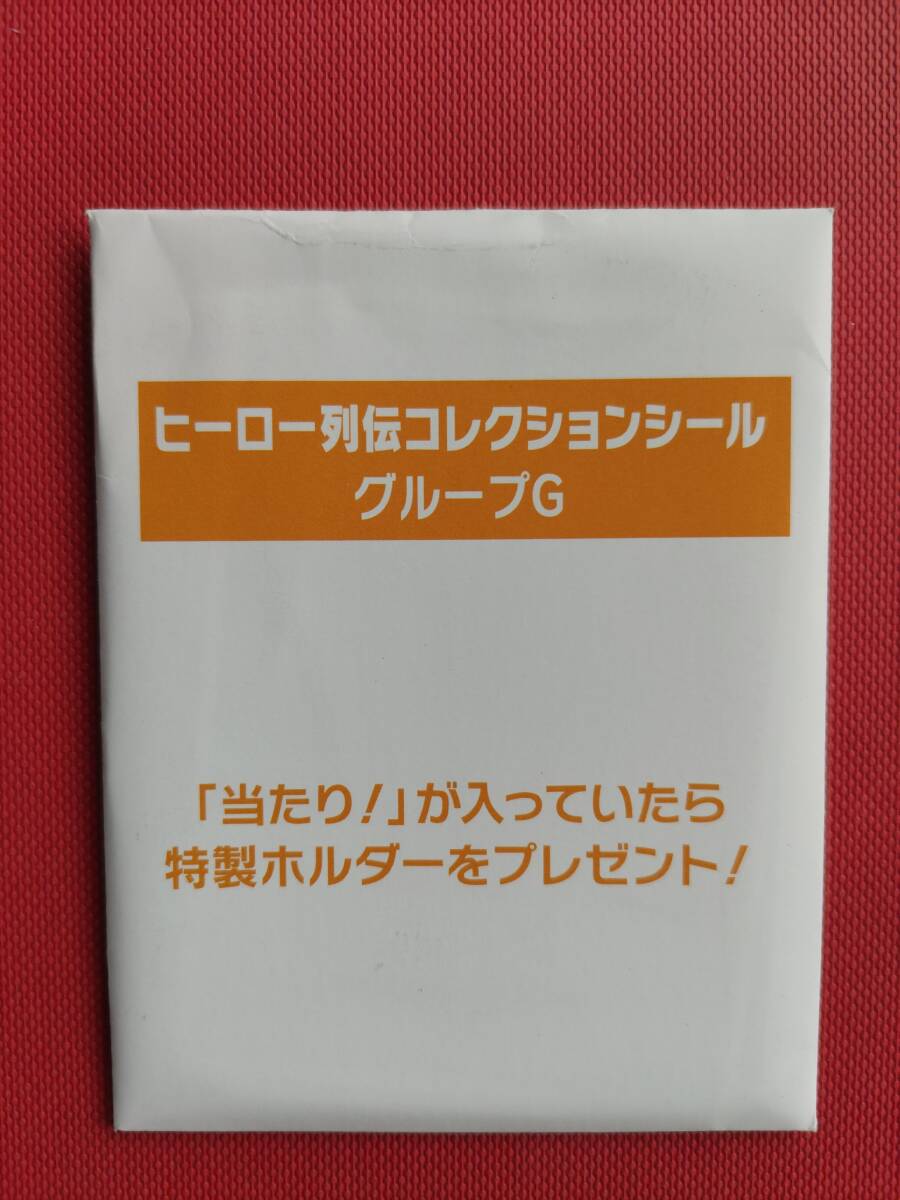 ヒーロー列伝コレクションシール
グループG
「当たり!」が入っていたら
特製ホルダーをプレゼント!